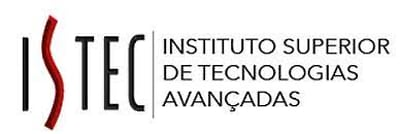 ISTEC
INSTITUTO SUPERIOR
DE TECNOLOGIAS
AVANÇADAS